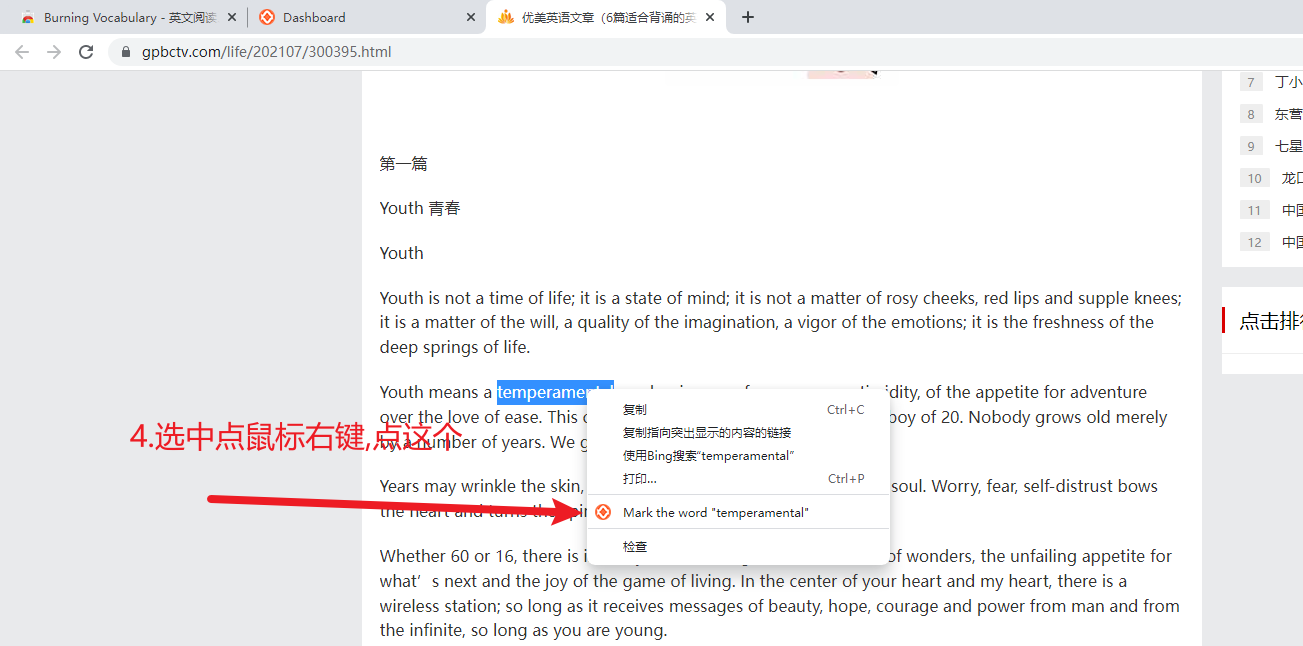 Burning Vocabulary - 英文阅读
Dashboard
优美英语文章（6篇适合背诵的英
gpbctv.com/life/202107/300395.html
7 丁小
8 东营
9 七星
10 龙口
11 中国
12 中国
点击排行
第一篇
Youth 青春
Youth
Youth is not a time of life; it is a state of mind; it is not a matter of rosy cheeks, red lips and supple knees;
it is a matter of the will, a quality of the imagination, a vigor of the emotions; it is the freshness of the
deep springs of life.
Youth means a temperamental of the appetite for adventure
over the love of ease. This boy of 20. Nobody grows old merely
by a number of years. We
Years may wrinkle the skin, soul. Worry, fear, self-distrust bows
the heart and turns the
Whether 60 or 16, there is of wonders, the unfailing appetite for
what’s next and the joy of the game of living. In the center of your heart and my heart, there is a
wireless station; so long as it receives messages of beauty, hope, courage and power from man and from
the infinite, so long as you are young.
复制 Ctrl+C
复制指向突出显示的内容的链接
使用Bing搜索“temperamental”
打印... Ctrl+P
Mark the word "temperamental"
检查
4.选中点鼠标右键,点这个